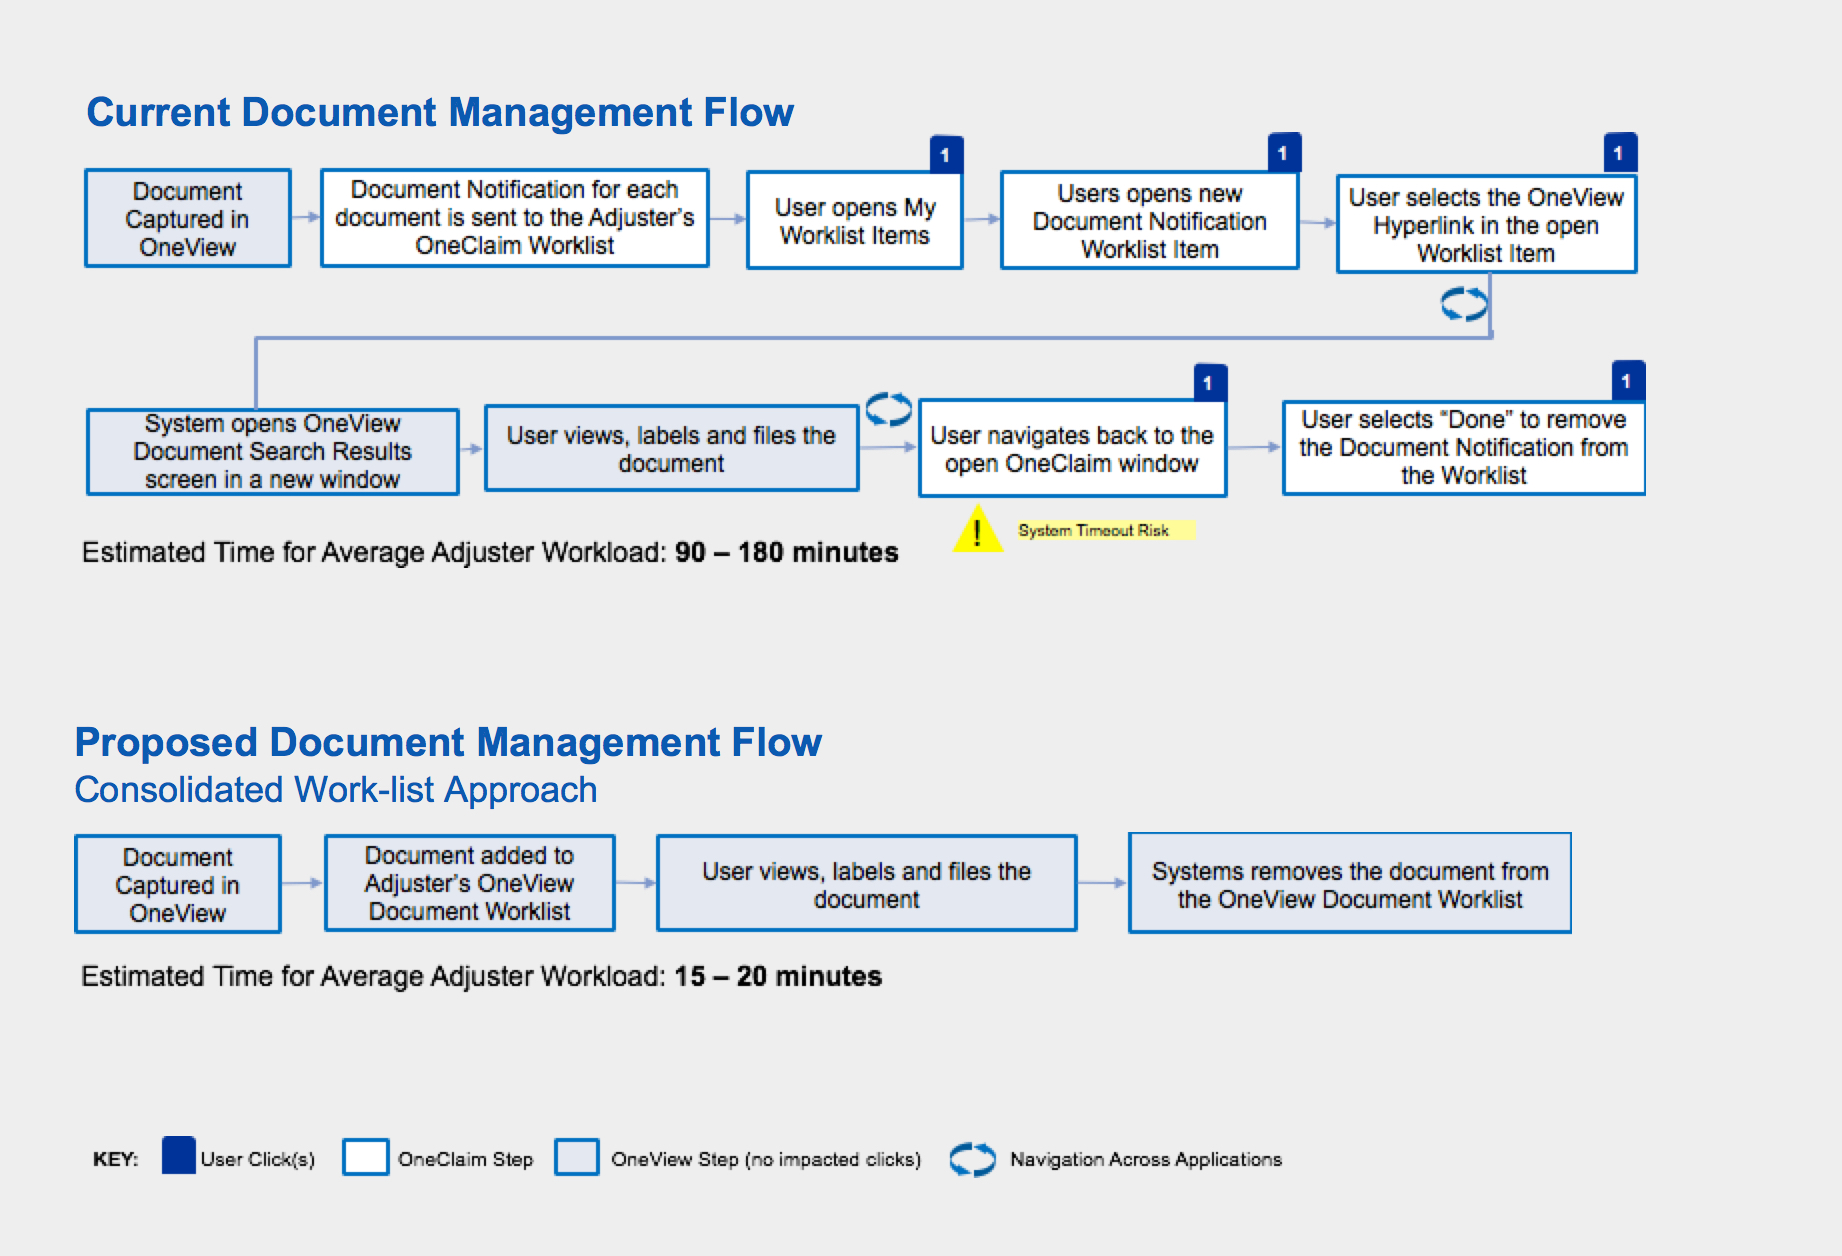 Current Document Management Flow
1
1
1
Document
Captured in
OneView
Document Notification for each
document is sent to the Adjuster's
OneClaim Worklist
User opens My
Worklist Items
Users opens new
Document Notification
Worklist Item
User selects the OneView
Hyperlink in the open
Worklist Item
1
1
System opens OneView
Document Search Results
screen in a new window
User views, labels and files the
document
User navigates back to the
open OneClaim window
User selects “Done” to remove
the Document Notification from
the Worklist
!
System Timeout Risk
Estimated Time for Average Adjuster Workload: 90 – 180 minutes
Proposed Document Management Flow
Consolidated Work-list Approach
Document
Captured in
OneView
Document added to
Adjuster's OneView
Document Worklist
User views, labels and files the
document
Systems removes the document from
the OneView Document Worklist
Estimated Time for Average Adjuster Workload: 15 – 20 minutes
KEY: User Click(s) OneClaim Step OneView Step (no impacted clicks) Navigation Across Applications